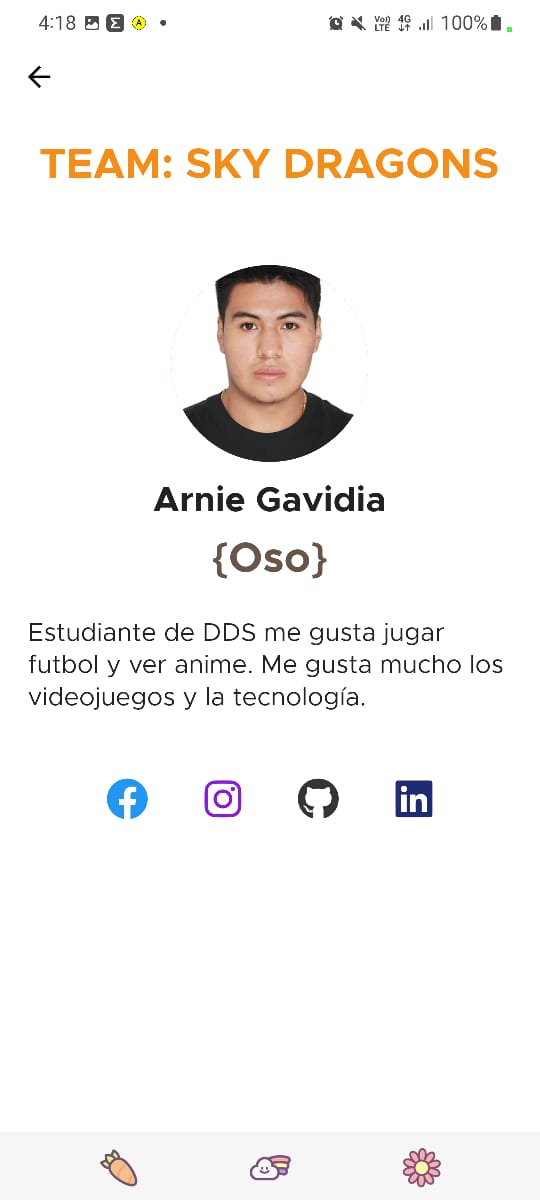 4:18
Vo)) LTE 4G 100%
TEAM: SKY DRAGONS
Arnie Gavidia
{Oso}
Estudiante de DDS me gusta jugar
futbol y ver anime. Me gusta mucho los
videojuegos y la tecnología.